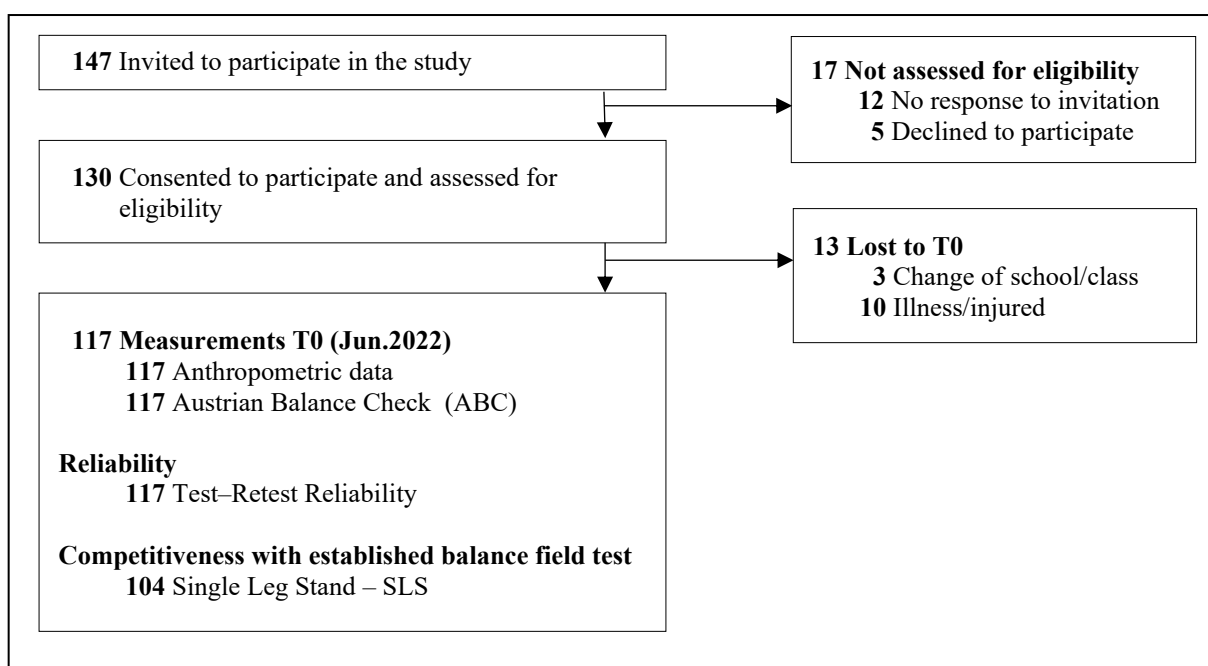 147 Invited to participate in the study
17 Not assessed for eligibility
12 No response to invitation
5 Declined to participate
130 Consented to participate and assessed for
eligibility
13 Lost to T0
3 Change of school/class
10 Illness/injured
117 Measurements T0 (Jun.2022)
117 Anthropometric data
117 Austrian Balance Check (ABC)
Reliability
117 Test–Retest Reliability
Competitiveness with established balance field test
104 Single Leg Stand – SLS